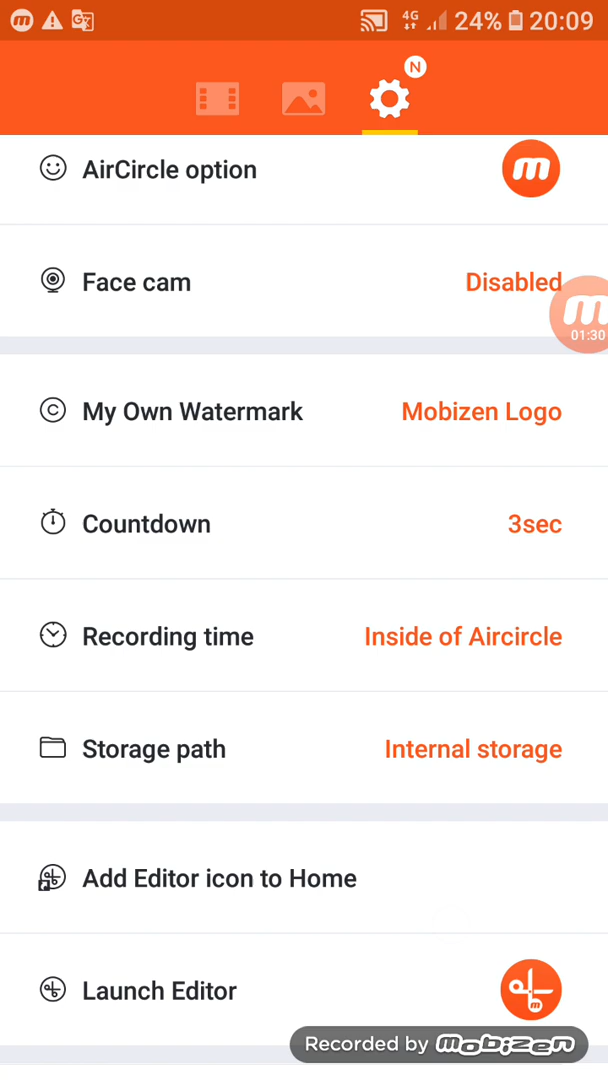 4G 24% 20:09
N
AirCircle option
m
Face cam Disabled
m
01:30
My Own Watermark Mobizen Logo
Countdown 3sec
Recording time Inside of Aircircle
Storage path Internal storage
Add Editor icon to Home
Launch Editor
Recorded by mobizen